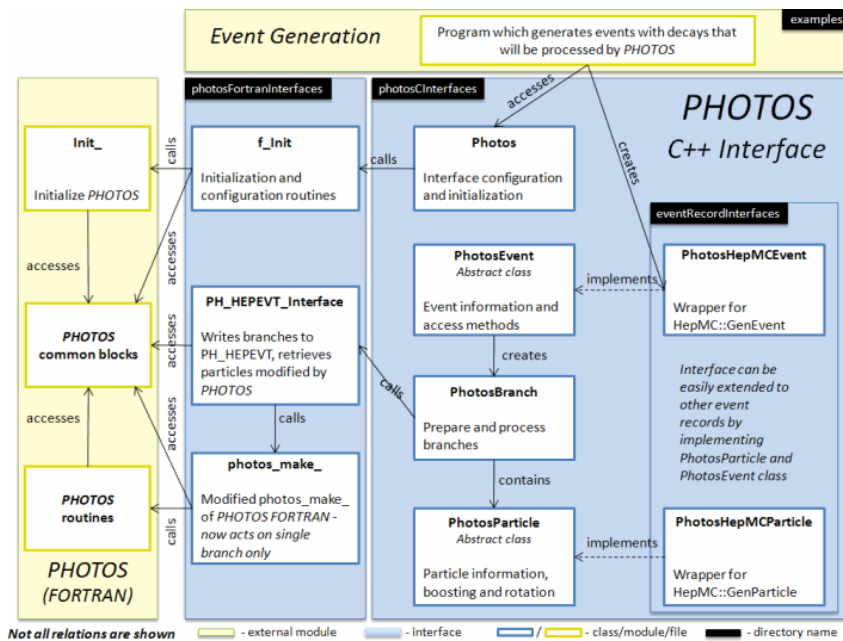 examples
Event Generation
Program which generates events with decays that
will be processed by PHOTOS
photosFortranInterfaces
photosCInterfaces
accesses
PHOTOS
C++ Interface
Init_
Initialize PHOTOS
calls
f_Init
Initialization and
configuration routines
calls
Photos
Interface configuration
and initialization
creates
eventRecordInterfaces
accesses
accesses
PhotosEvent
Abstract class
Event information and
access methods
implements
PhotosHepMCEvent
Wrapper for
HepMC::GenEvent
PHOTOS
common blocks
accesses
PH_HEPEVT_Interface
Writes branches to
PH_HEPEVT, retrieves
particles modified by
PHOTOS
creates
calls
PhotosBranch
Prepare and process
branches
Interface can be
easily extended to
other event
records by
implementing
PhotosParticle and
PhotosEvent class
accesses
accesses
calls
contains
PHOTOS
routines
calls
photos_make_
Modified photos_make_
of PHOTOS FORTRAN -
now acts on single
branch only
PhotosParticle
Abstract class
Particle information,
boosting and rotation
implements
PhotosHepMCParticle
Wrapper for
HepMC::GenParticle
PHOTOS
(FORTRAN)
Not all relations are shown
- external module
- interface
/
- class/module/file
- directory name